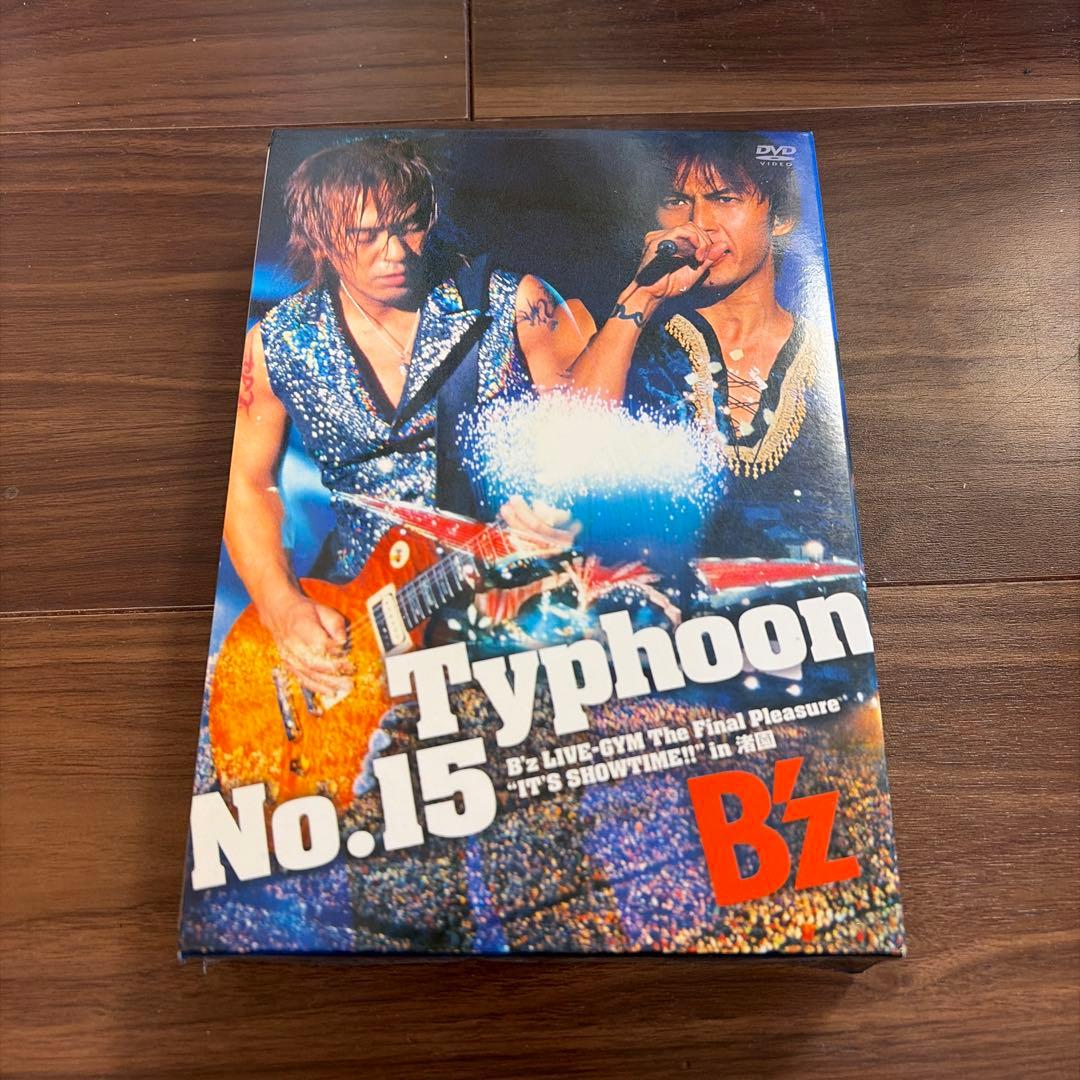 DVD
VIDEO
Typhoon
No.15
B'z LIVE-GYM The Final Pleasure
"IT'S SHOWTIME!!" in 渚園
B'z